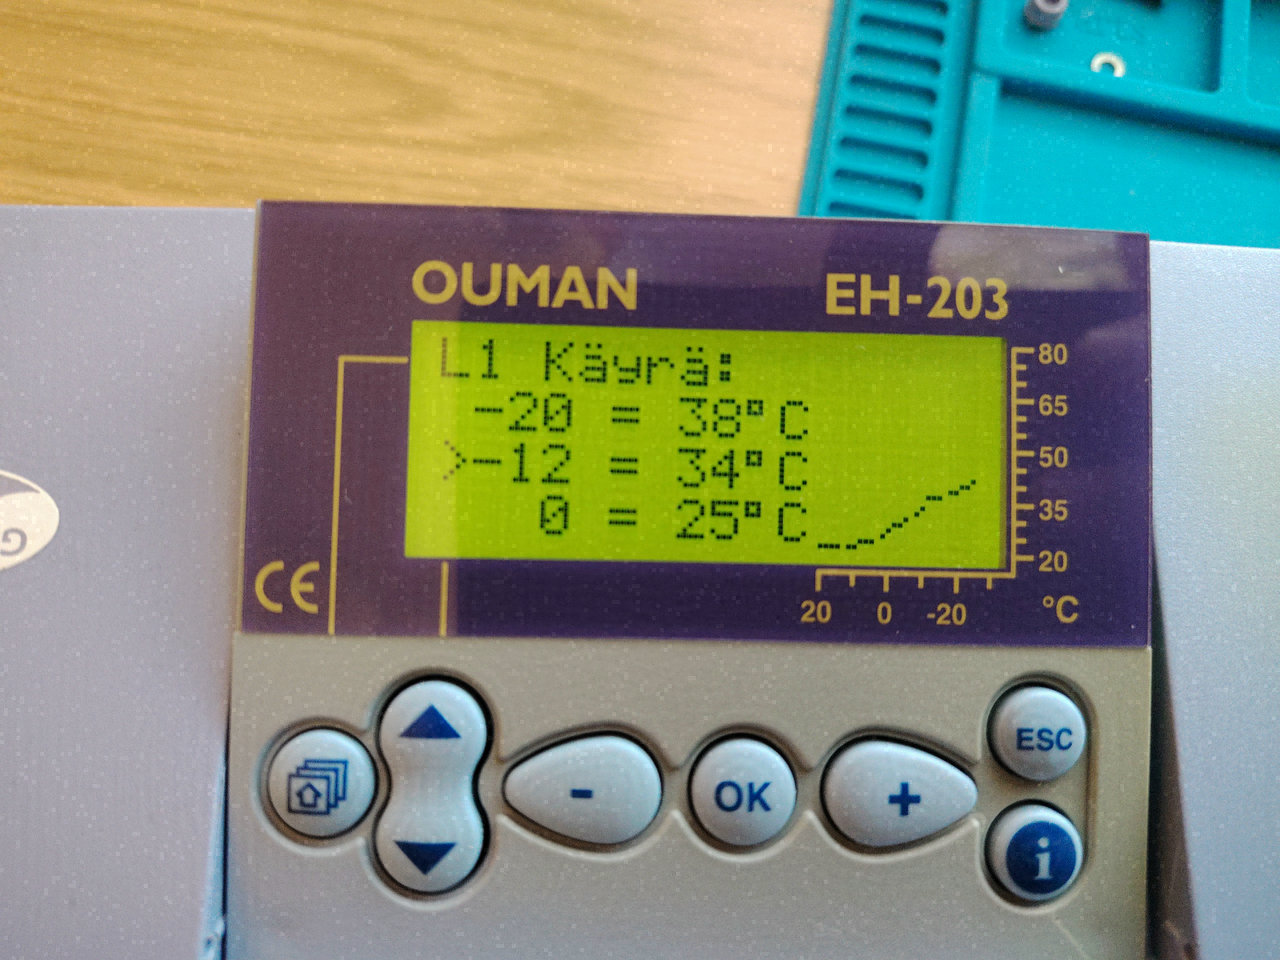 OUMAN EH-203
L1 Käyrä:
-20 = 38°C
>-12 = 34°C
0 = 25°C
80
65
50
35
20
20 0 -20 °C
CE
ESC
- OK +
i